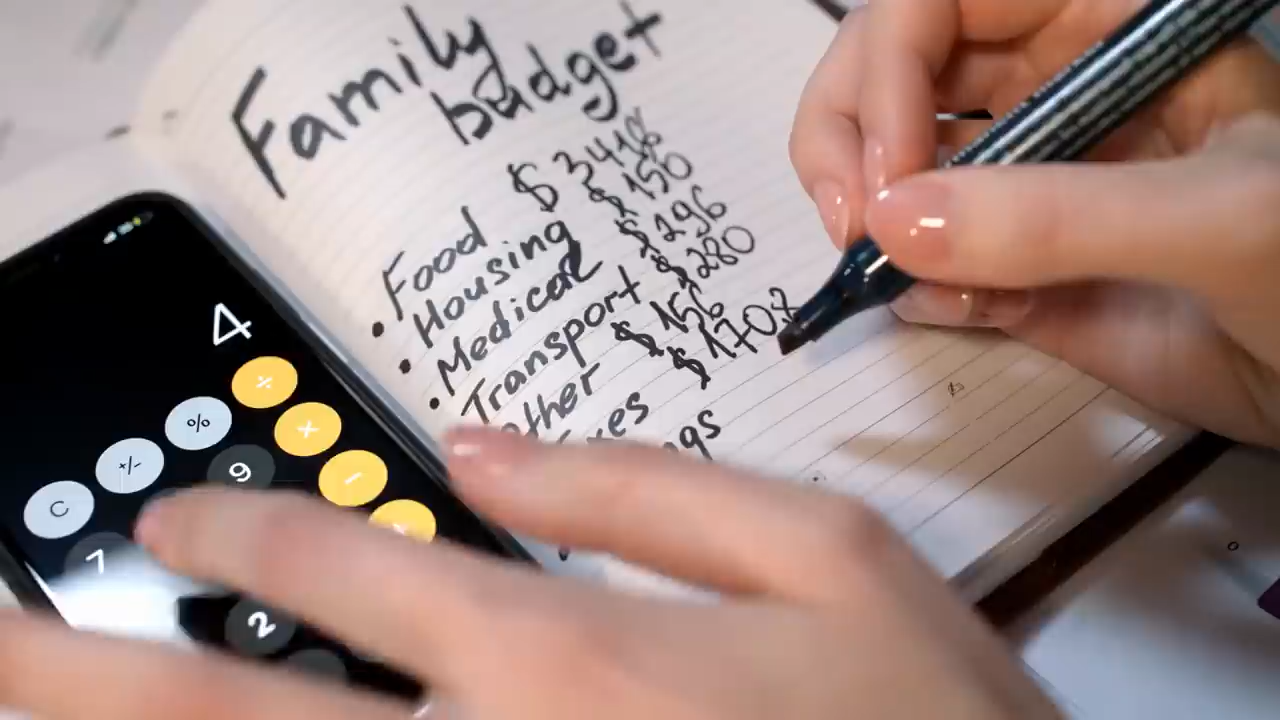 Family
budget
Food $ 3418
Housing $ 150
Medical $ 296
Transport $ 280
other $ 156
$ 1708
4
÷
% ×
+/- 9 -
C
7
2